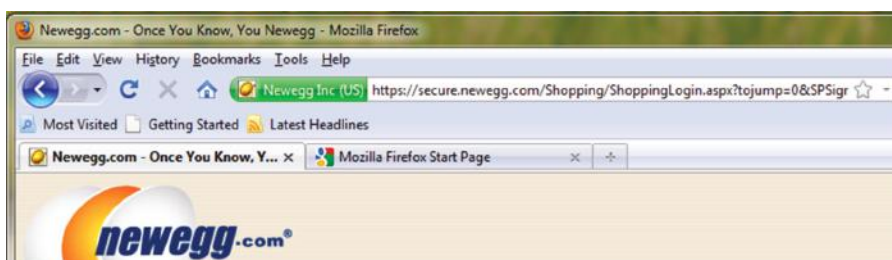 Newegg.com - Once You Know, You Newegg - Mozilla Firefox
File Edit View History Bookmarks Tools Help
Newegg Inc (US) https://secure.newegg.com/Shopping/ShoppingLogin.aspx?tojump=0&SPSigr
Most Visited Getting Started Latest Headlines
Newegg.com - Once You Know, Y... Mozilla Firefox Start Page
newegg.com®